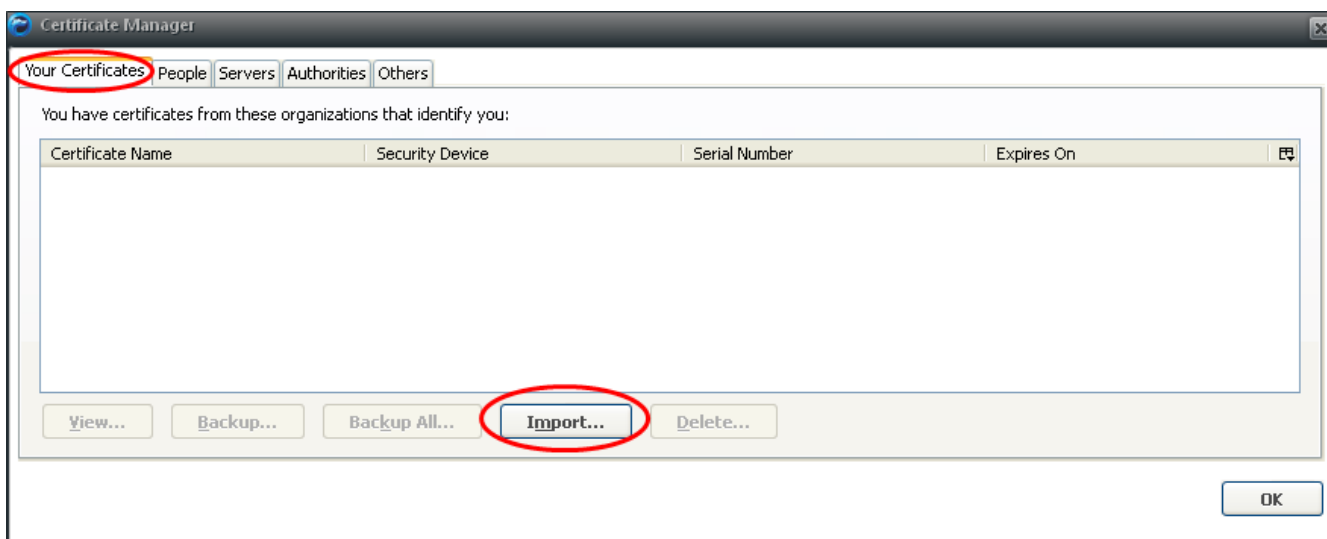 Certificate Manager
Your Certificates People Servers Authorities Others
You have certificates from these organizations that identify you:
Certificate Name Security Device Serial Number Expires On
View... Backup... Backup All... Import... Delete...
OK